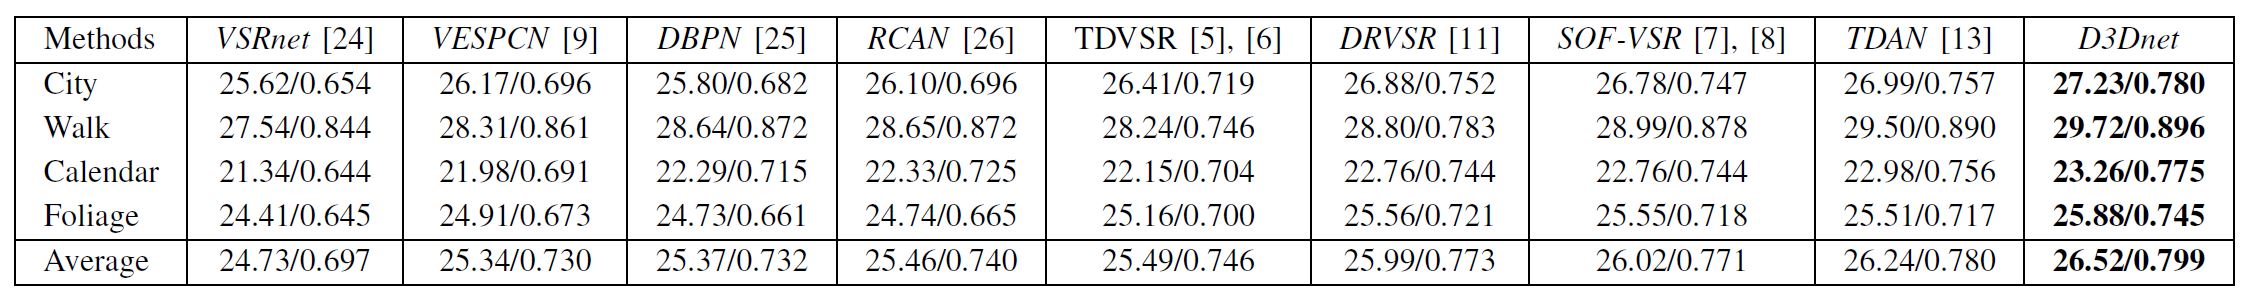 Methods VSRnet [24] VESPCN [9] DBPN [25] RCAN [26] TDVSR [5], [6] DRVSR [11] SOF-VSR [7], [8] TDAN [13] D3Dnet
City 25.62/0.654 26.17/0.696 25.80/0.682 26.10/0.696 26.41/0.719 26.88/0.752 26.78/0.747 26.99/0.757 27.23/0.780
Walk 27.54/0.844 28.31/0.861 28.64/0.872 28.65/0.872 28.24/0.746 28.80/0.783 28.99/0.878 29.50/0.890 29.72/0.896
Calendar 21.34/0.644 21.98/0.691 22.29/0.715 22.33/0.725 22.15/0.704 22.76/0.744 22.76/0.744 22.98/0.756 23.26/0.775
Foliage 24.41/0.645 24.91/0.673 24.73/0.661 24.74/0.665 25.16/0.700 25.56/0.721 25.55/0.718 25.51/0.717 25.88/0.745
Average 24.73/0.697 25.34/0.730 25.37/0.732 25.46/0.740 25.49/0.746 25.99/0.773 26.02/0.771 26.24/0.780 26.52/0.799